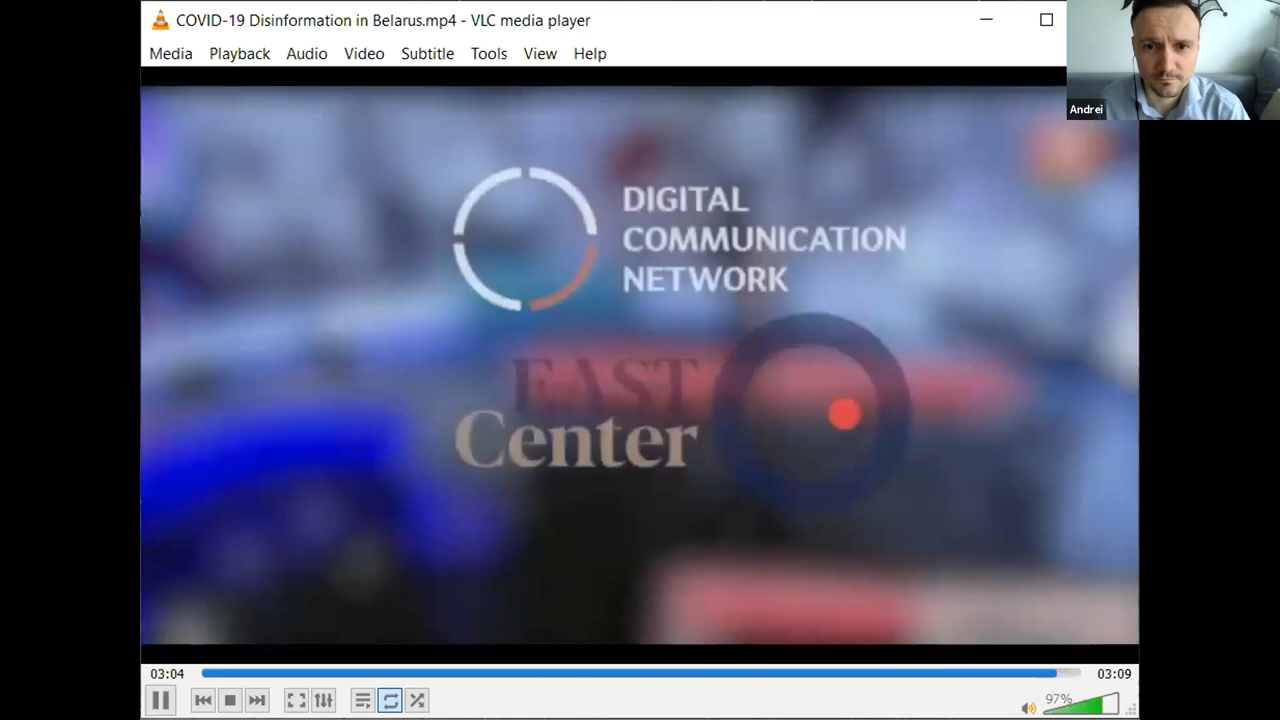 COVID-19 Disinformation in Belarus.mp4 - VLC media player
Media Playback Audio Video Subtitle Tools View Help
Andrei
DIGITAL
COMMUNICATION
NETWORK
EAST
Center
03:04
03:09
97%